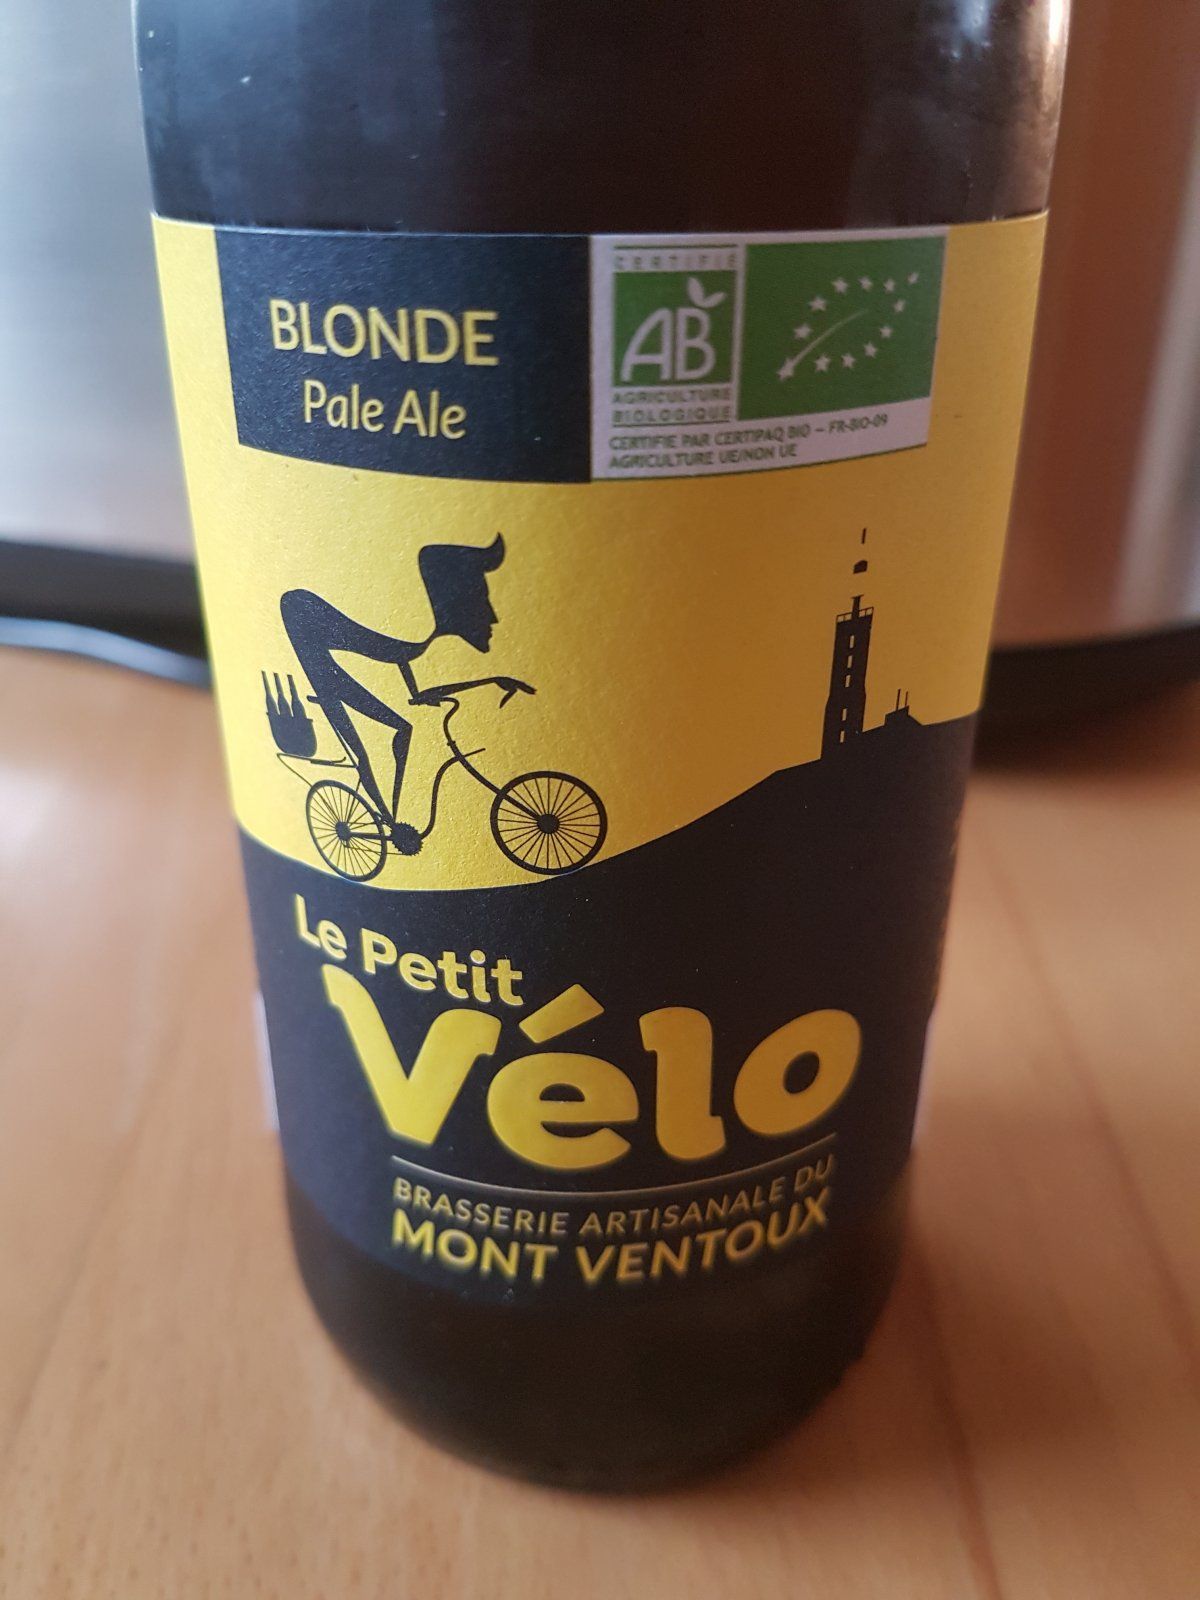 BLONDE
Pale Ale
CERTIFIÉ
AB
AGRICULTURE
BIOLOGIQUE
CERTIFIE PAR CERTIPAQ BIO – FR-BIO-09
AGRICULTURE UE/NON UE
Le Petit
Vélo
BRASSERIE ARTISANALE DU
MONT VENTOUX